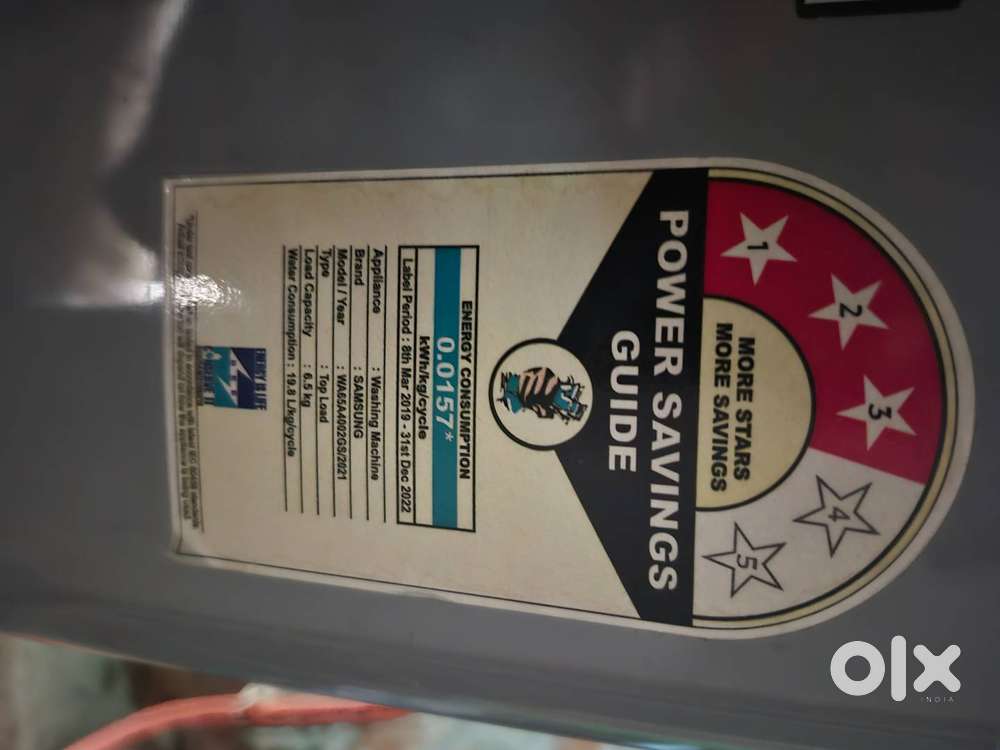 1
2
3
4
5
MORE STARS
MORE SAVINGS
POWER SAVINGS
GUIDE
ENERGY CONSUMPTION
0.0157*
kWh/kg/cycle
Label Period : 8th Mar 2019 - 31st Dec 2022
Appliance : Washing Machine
Brand : SAMSUNG
Model / Year : WA65A4002GS/2021
Type : Top Load
Load Capacity : 6.5 kg
Water Consumption : 19.8 L/kg/cycle
olx
INDIA